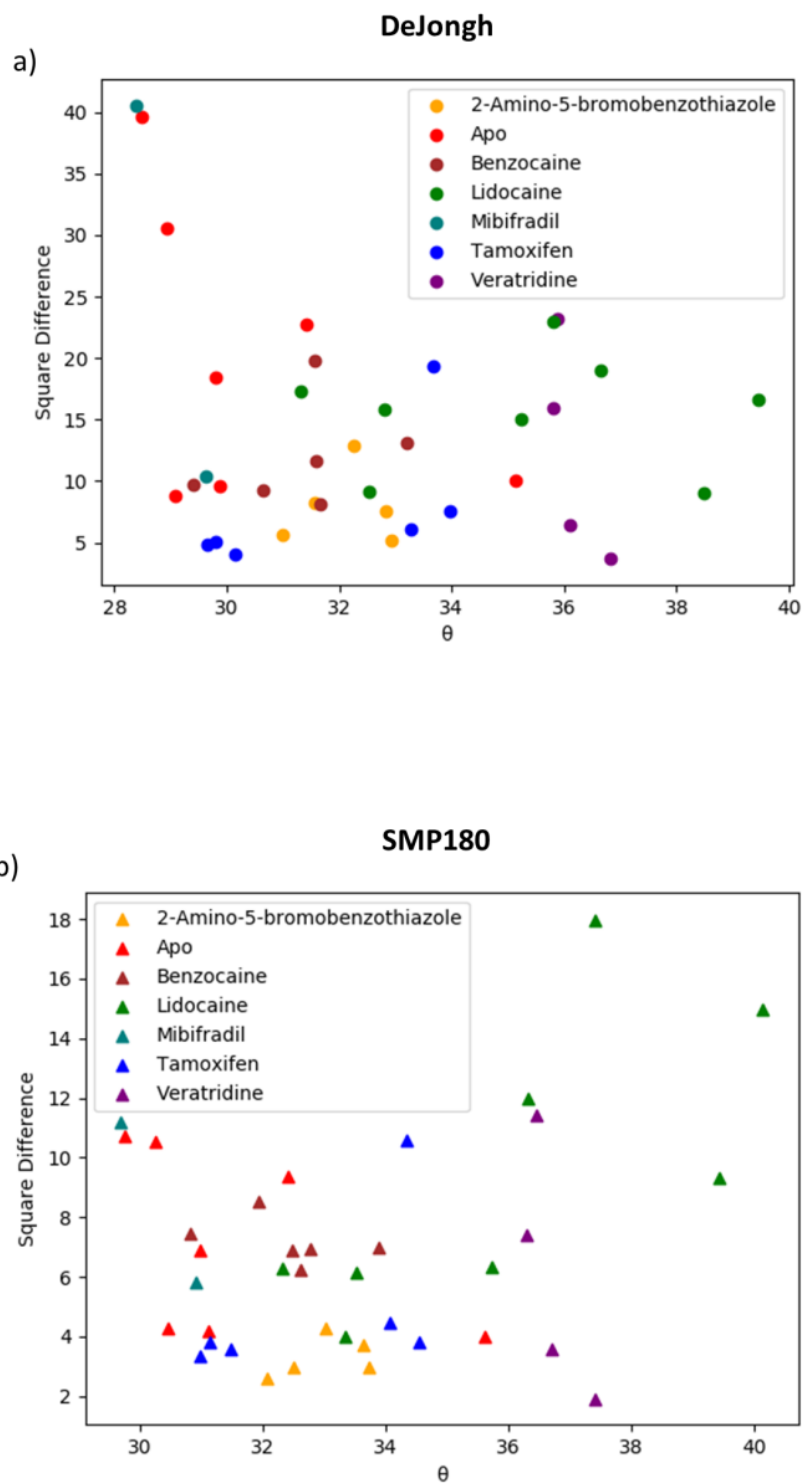 DeJongh
a)
40
35
30
25
20
15
10
5
Square Difference
2-Amino-5-bromobenzothiazole
Apo
Benzocaine
Lidocaine
Mibifradil
Tamoxifen
Veratridine
28 30 32 34 36 38 40
θ
SMP180
b)
18
16
14
12
10
8
6
4
2
Square Difference
2-Amino-5-bromobenzothiazole
Apo
Benzocaine
Lidocaine
Mibifradil
Tamoxifen
Veratridine
30 32 34 36 38 40
θ